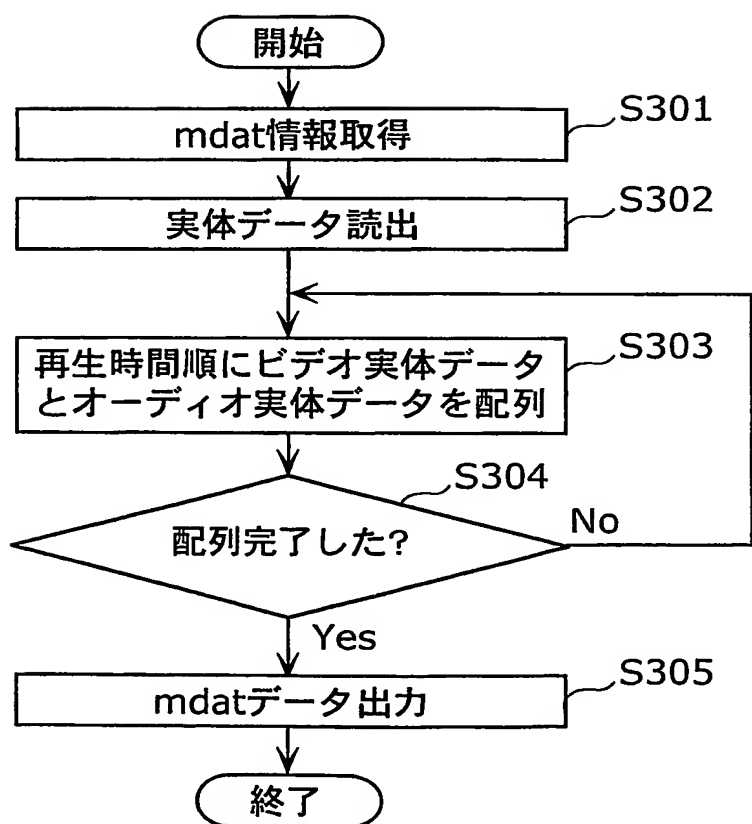 開始
mdat情報取得
S301
実体データ読出
S302
再生時間順にビデオ実体データ
とオーディオ実体データを配列
S303
配列完了した?
S304
No
Yes
mdatデータ出力
S305
終了